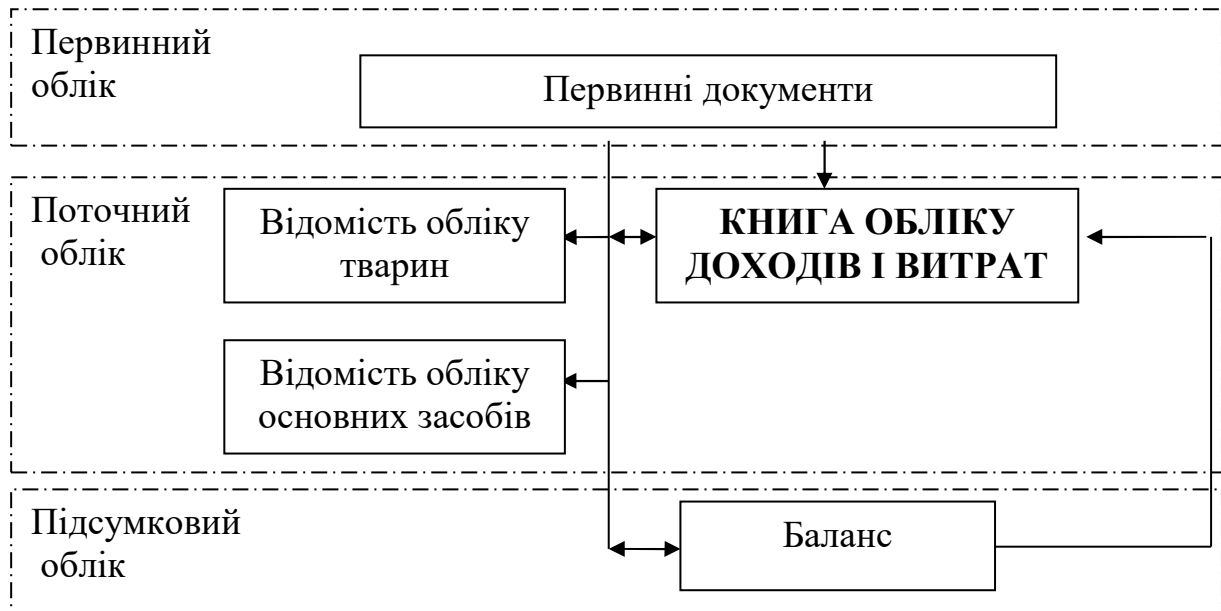 Первинний
облік
Первинні документи
Поточний
облік
Відомість обліку
тварин
КНИГА ОБЛІКУ
ДОХОДІВ І ВИТРАТ
Відомість обліку
основних засобів
Підсумковий
облік
Баланс